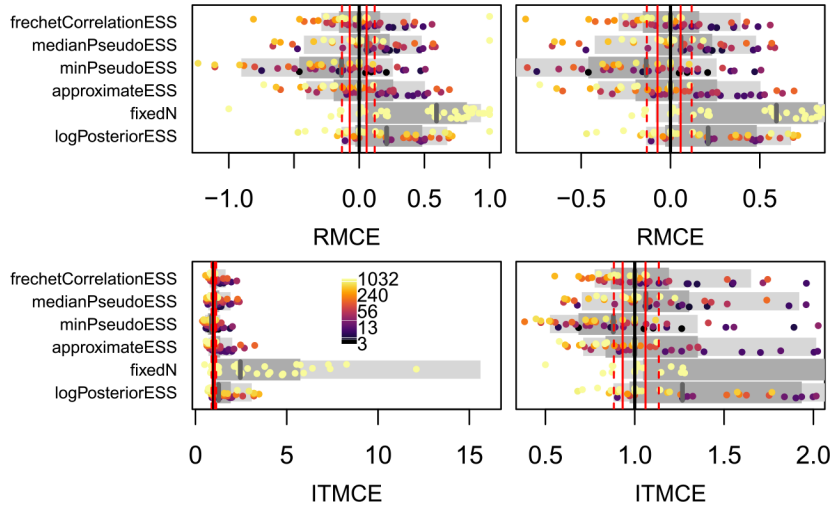 frechetCorrelationESS
medianPseudoESS
minPseudoESS
approximateESS
fixedN
logPosteriorESS
−1.0 0.0 0.5 1.0
RMCE
−0.5 0.0 0.5
RMCE
frechetCorrelationESS
medianPseudoESS
minPseudoESS
approximateESS
fixedN
logPosteriorESS
1032
240
56
13
3
0 5 10 15
ITMCE
0.5 1.0 1.5 2.0
ITMCE